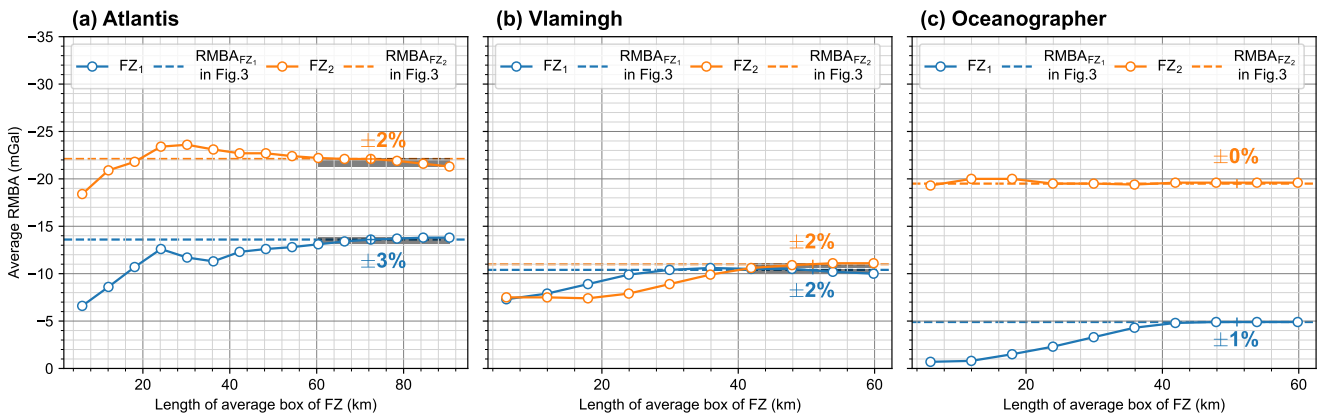 (a) Atlantis
(b) Vlamingh
(c) Oceanographer
Average RMBA (mGal)
−35
−30
−25
−20
−15
−10
−5
0
FZ1
RMBAFZ1
in Fig.3
FZ2
RMBAFZ2
in Fig.3
±2%
±3%
20
40
60
80
Length of average box of FZ (km)
FZ1
RMBAFZ1
in Fig.3
FZ2
RMBAFZ2
in Fig.3
±2%
±2%
20
40
60
Length of average box of FZ (km)
FZ1
RMBAFZ1
in Fig.3
FZ2
RMBAFZ2
in Fig.3
±0%
±1%
20
40
60
Length of average box of FZ (km)